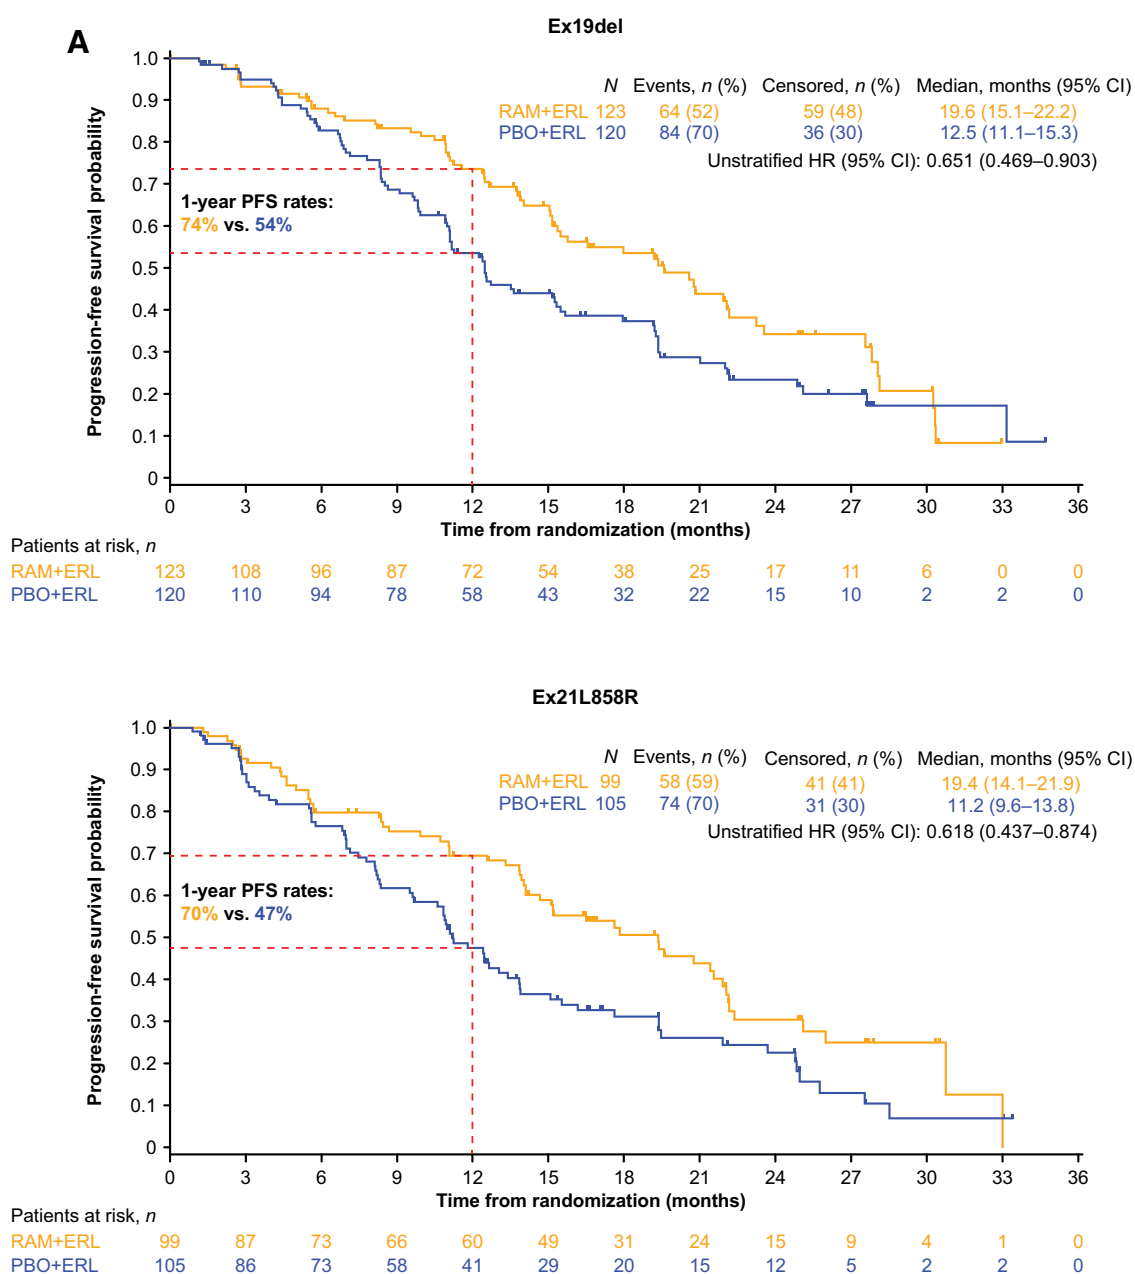 A
Ex19del
Progression-free survival probability
1.0
0.9
0.8
0.7
0.6
0.5
0.4
0.3
0.2
0.1
0
N Events, n (%) Censored, n (%) Median, months (95% CI)
RAM+ERL 123 64 (52) 59 (48) 19.6 (15.1–22.2)
PBO+ERL 120 84 (70) 36 (30) 12.5 (11.1–15.3)
Unstratified HR (95% CI): 0.651 (0.469–0.903)
1-year PFS rates:
74% vs. 54%
0 3 6 9 12 15 18 21 24 27 30 33 36
Time from randomization (months)
Patients at risk, n
RAM+ERL 123 108 96 87 72 54 38 25 17 11 6 0 0
PBO+ERL 120 110 94 78 58 43 32 22 15 10 2 2 0
Ex21L858R
Progression-free survival probability
1.0
0.9
0.8
0.7
0.6
0.5
0.4
0.3
0.2
0.1
0
N Events, n (%) Censored, n (%) Median, months (95% CI)
RAM+ERL 99 58 (59) 41 (41) 19.4 (14.1–21.9)
PBO+ERL 105 74 (70) 31 (30) 11.2 (9.6–13.8)
Unstratified HR (95% CI): 0.618 (0.437–0.874)
1-year PFS rates:
70% vs. 47%
0 3 6 9 12 15 18 21 24 27 30 33 36
Time from randomization (months)
Patients at risk, n
RAM+ERL 99 87 73 66 60 49 31 24 15 9 4 1 0
PBO+ERL 105 86 73 58 41 29 20 15 12 5 2 2 0